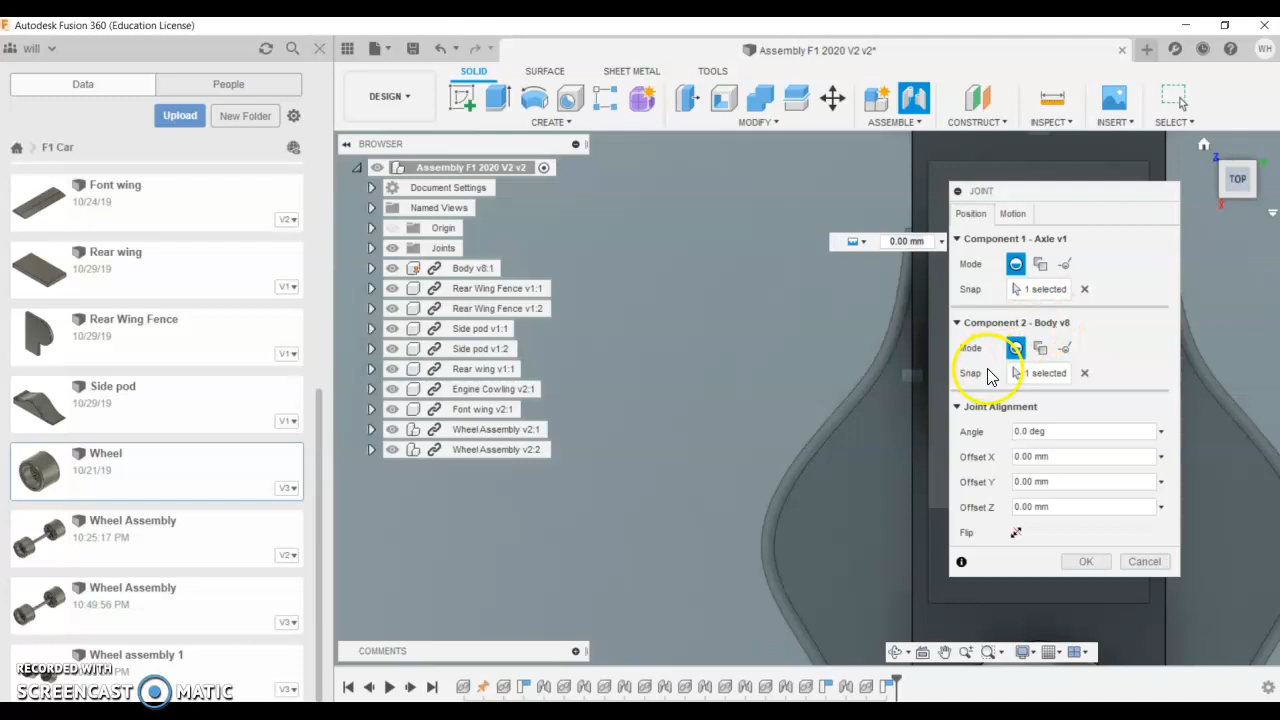 Autodesk Fusion 360 (Education License)
will
Assembly F1 2020 V2 v2*
WH
Data
People
Upload
New Folder
F1 Car
Font wing
10/24/19
V2
Rear wing
10/29/19
V1
Rear Wing Fence
10/29/19
V1
Side pod
10/29/19
V1
Wheel
10/21/19
V3
Wheel Assembly
10:25:17 PM
V2
Wheel Assembly
10:49:56 PM
V3
Wheel assembly 1
PM
V3
RECORDED WITH
SCREENCAST MATIC
DESIGN
SOLID
SURFACE
SHEET METAL
TOOLS
CREATE
MODIFY
ASSEMBLE
CONSTRUCT
INSPECT
INSERT
SELECT
BROWSER
Assembly F1 2020 V2 v2
Document Settings
Named Views
Origin
Joints
Body v8:1
Rear Wing Fence v1:1
Rear Wing Fence v1:2
Side pod v1:1
Side pod v1:2
Rear wing v1:1
Engine Cowling v2:1
Font wing v2:1
Wheel Assembly v2:1
Wheel Assembly v2:2
COMMENTS
0.00 mm
TOP
Z
X
JOINT
Position
Motion
Component 1 - Axle v1
Mode
Snap
1 selected
Component 2 - Body v8
Mode
Snap
1 selected
Joint Alignment
Angle
0.0 deg
Offset X
0.00 mm
Offset Y
0.00 mm
Offset Z
0.00 mm
Flip
OK
Cancel